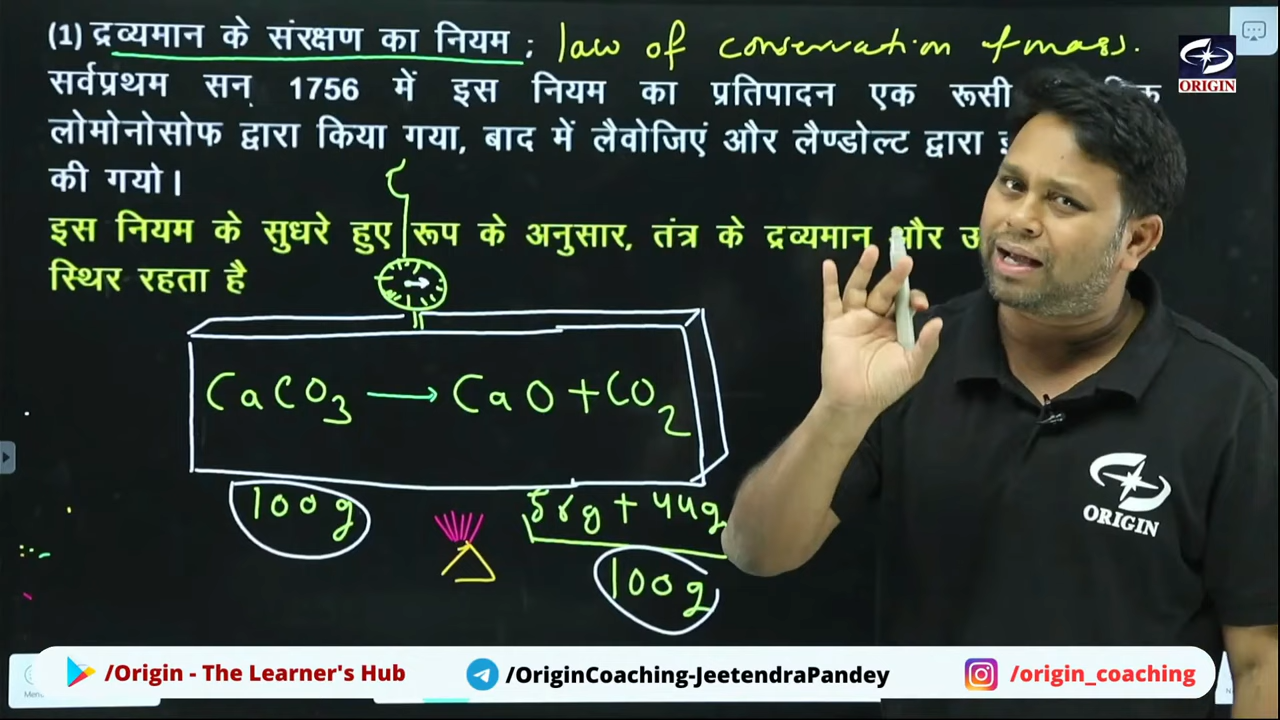 (1) द्रव्यमान के संरक्षण का नियम ; law of conservation of mass.
ORIGIN
सर्वप्रथम सन् 1756 में इस नियम का प्रतिपादन एक रूसी
लोमोनोसोफ द्वारा किया गया, बाद में लैवोजिएं और लैण्डोल्ट द्वारा
की गयो।
इस नियम के सुधरे हुए रूप के अनुसार, तंत्र के द्रव्यमान और
स्थिर रहता है
CaCO3 → CaO + CO2
100g 56g + 44g
100g
ORIGIN
/Origin - The Learner's Hub /OriginCoaching-JeetendraPandey /origin_coaching